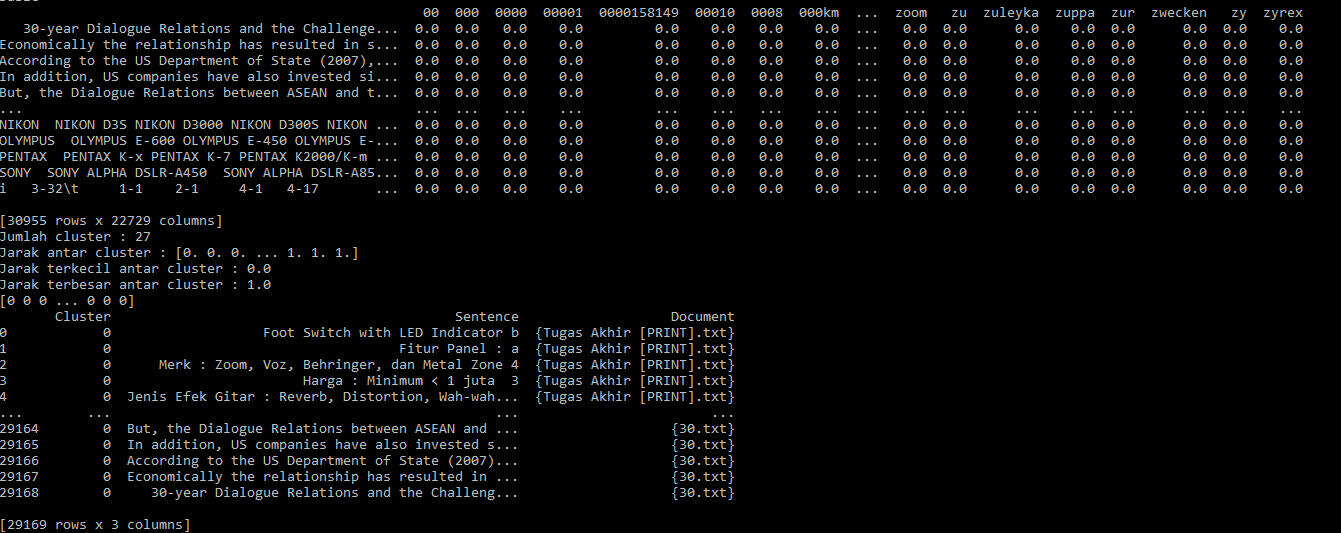 00 000 0000 00001 0000158149 00010 0008 000km ... zoom zu zuleyka zuppa zur zwecken zy zyrex
30-year Dialogue Relations and the Challenge... 0.0 0.0 0.0 0.0 0.0 0.0 0.0 0.0 ... 0.0 0.0 0.0 0.0 0.0 0.0 0.0 0.0
Economically the relationship has resulted in s... 0.0 0.0 0.0 0.0 0.0 0.0 0.0 0.0 ... 0.0 0.0 0.0 0.0 0.0 0.0 0.0 0.0
According to the US Department of State (2007),... 0.0 0.0 0.0 0.0 0.0 0.0 0.0 0.0 ... 0.0 0.0 0.0 0.0 0.0 0.0 0.0 0.0
In addition, US companies have also invested si... 0.0 0.0 0.0 0.0 0.0 0.0 0.0 0.0 ... 0.0 0.0 0.0 0.0 0.0 0.0 0.0 0.0
But, the Dialogue Relations between ASEAN and t... 0.0 0.0 0.0 0.0 0.0 0.0 0.0 0.0 ... 0.0 0.0 0.0 0.0 0.0 0.0 0.0 0.0
... ... ... ... ... ... ... ... ... ... ... ... ... ... ... ... ... ...
NIKON NIKON D3S NIKON D3000 NIKON D300S NIKON ... 0.0 0.0 0.0 0.0 0.0 0.0 0.0 0.0 ... 0.0 0.0 0.0 0.0 0.0 0.0 0.0 0.0
OLYMPUS OLYMPUS E-600 OLYMPUS E-450 OLYMPUS E-... 0.0 0.0 0.0 0.0 0.0 0.0 0.0 0.0 ... 0.0 0.0 0.0 0.0 0.0 0.0 0.0 0.0
PENTAX PENTAX K-x PENTAX K-7 PENTAX K2000/K-m ... 0.0 0.0 0.0 0.0 0.0 0.0 0.0 0.0 ... 0.0 0.0 0.0 0.0 0.0 0.0 0.0 0.0
SONY SONY ALPHA DSLR-A450 SONY ALPHA DSLR-A85... 0.0 0.0 0.0 0.0 0.0 0.0 0.0 0.0 ... 0.0 0.0 0.0 0.0 0.0 0.0 0.0 0.0
i 3-32\t 1-1 2-1 4-1 4-17 ... 0.0 0.0 0.0 0.0 0.0 0.0 0.0 0.0 ... 0.0 0.0 0.0 0.0 0.0 0.0 0.0 0.0
[30955 rows x 22729 columns]
Jumlah cluster : 27
Jarak antar cluster : [0. 0. 0. ... 1. 1. 1.]
Jarak terkecil antar cluster : 0.0
Jarak terbesar antar cluster : 1.0
[0 0 0 ... 0 0 0]
Cluster Sentence Document
0 0 Foot Switch with LED Indicator b {Tugas Akhir [PRINT].txt}
1 0 Fitur Panel : a {Tugas Akhir [PRINT].txt}
2 0 Merk : Zoom, Voz, Behringer, dan Metal Zone 4 {Tugas Akhir [PRINT].txt}
3 0 Harga : Minimum < 1 juta 3 {Tugas Akhir [PRINT].txt}
4 0 Jenis Efek Gitar : Reverb, Distortion, Wah-wah... {Tugas Akhir [PRINT].txt}
... ... ... ...
29164 0 But, the Dialogue Relations between ASEAN and ... {30.txt}
29165 0 In addition, US companies have also invested s... {30.txt}
29166 0 According to the US Department of State (2007)... {30.txt}
29167 0 Economically the relationship has resulted in ... {30.txt}
29168 0 30-year Dialogue Relations and the Challeng... {30.txt}
[29169 rows x 3 columns]